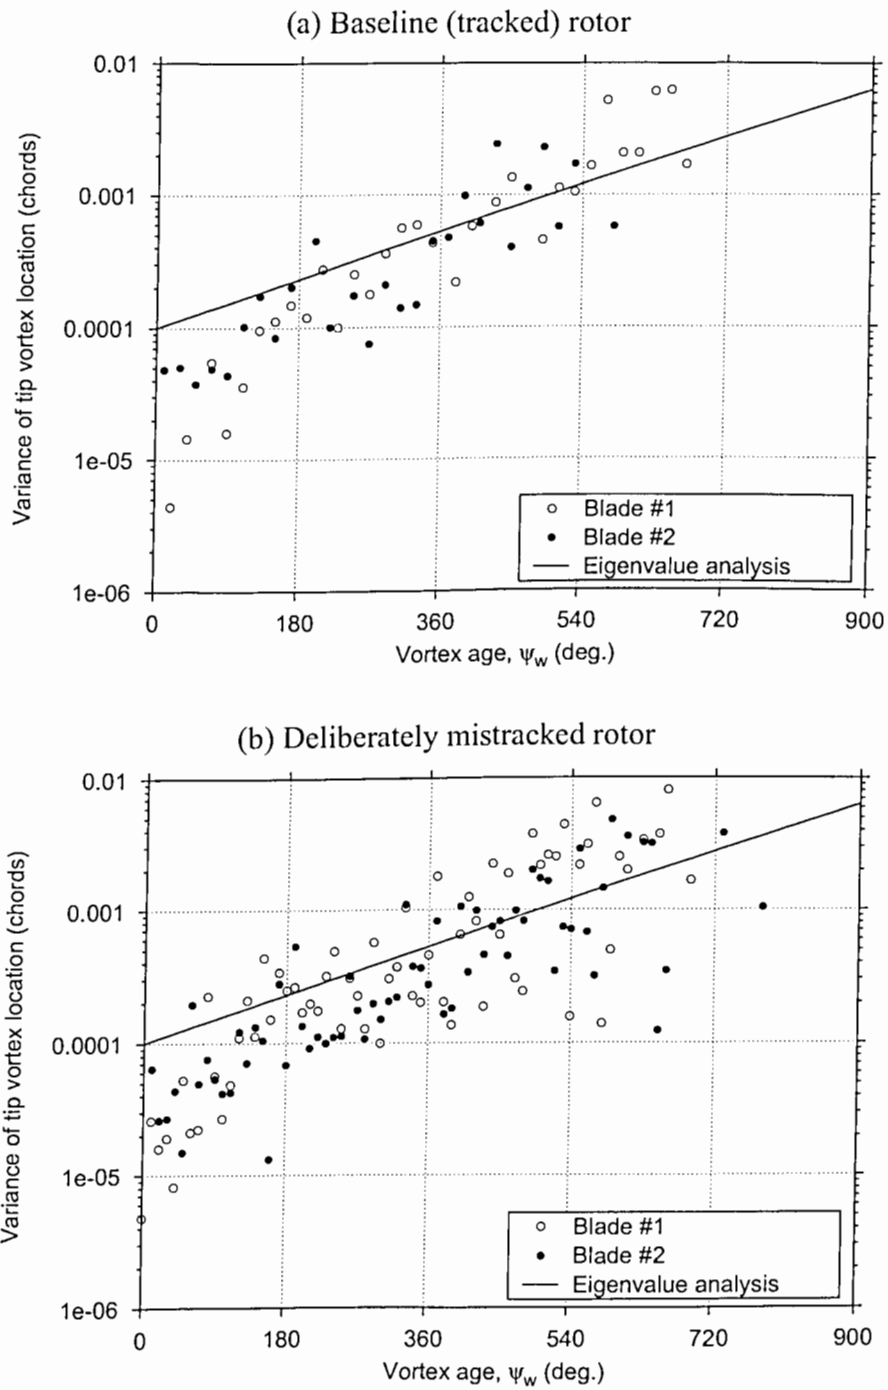 (a) Baseline (tracked) rotor
0.01
0.001
0.0001
1e-05
1e-06
Variance of tip vortex location (chords)
Blade #1
Blade #2
Eigenvalue analysis
0 180 360 540 720 900
Vortex age, ψw (deg.)
(b) Deliberately mistracked rotor
0.01
0.001
0.0001
1e-05
1e-06
Variance of tip vortex location (chords)
Blade #1
Blade #2
Eigenvalue analysis
0 180 360 540 720 900
Vortex age, ψw (deg.)